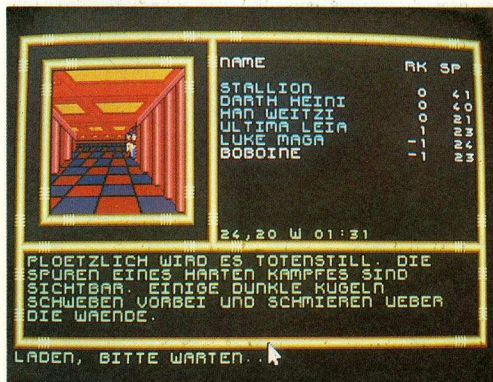 NAME RK SP
STALLION 0 41
DARTH HEINI 0 40
HAN WEITZI 0 21
ULTIMA LEIA 1 23
LUKE MAGA -1 24
BOBOINE -1 23
24,20 W 01:31
PLOETZLICH WIRD ES TOTENSTILL. DIE
SPUREN EINES HARTEN KAMPFES SIND
SICHTBAR. EINIGE DUNKLE KUGELN
SCHWEBEN VORBEI UND SCHMIEREN UEBER
DIE WAENDE.
LADEN, BITTE WARTEN..